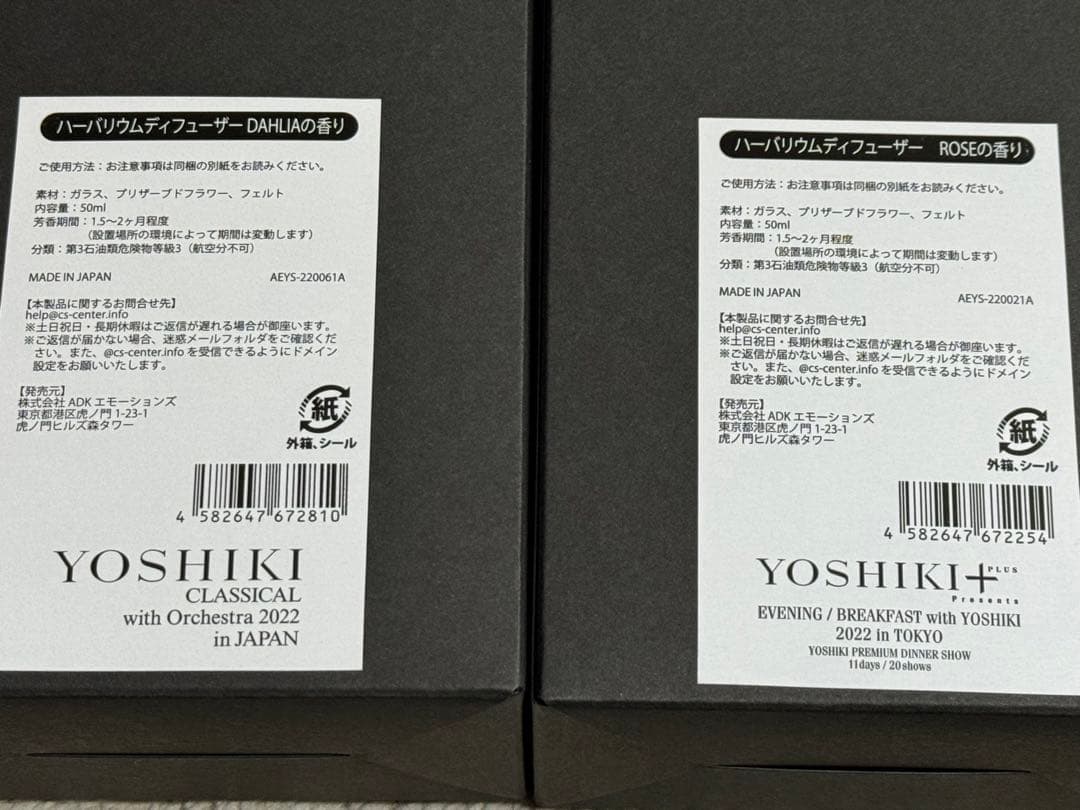 ハーバリウムディフューザー DAHLIAの香り
ご使用方法：お注意事項は同梱の別紙をお読みください。
素材：ガラス、プリザーブドフラワー、フェルト
内容量：50ml
芳香期間：1.5～2ヶ月程度
（設置場所の環境によって期間は変動します）
分類：第3石油類危険物等級3（航空分不可）
MADE IN JAPAN AEYS-220061A
【本製品に関するお問合せ先】
help@cs-center.info
※土日祝日・長期休暇はご返信が遅れる場合が御座います。
※ご返信が届かない場合、迷惑メールフォルダをご確認くだ
さい。また、@cs-center.info を受信できるようにドメイン
設定をお願いいたします。
【発売元】
株式会社 ADK エモーションズ
東京都港区虎ノ門 1-23-1
虎ノ門ヒルズ森タワー
紙
外箱、シール
4 582647 672810
YOSHIKI
CLASSICAL
with Orchestra 2022
in JAPAN
ハーバリウムディフューザー ROSEの香り
ご使用方法：お注意事項は同梱の別紙をお読みください。
素材：ガラス、プリザーブドフラワー、フェルト
内容量：50ml
芳香期間：1.5～2ヶ月程度
（設置場所の環境によって期間は変動します）
分類：第3石油類危険物等級3（航空分不可）
MADE IN JAPAN AEYS-220021A
【本製品に関するお問合せ先】
help@cs-center.info
※土日祝日・長期休暇はご返信が遅れる場合が御座います。
※ご返信が届かない場合、迷惑メールフォルダをご確認くだ
さい。また、@cs-center.info を受信できるようにドメイン
設定をお願いいたします。
【発売元】
株式会社 ADK エモーションズ
東京都港区虎ノ門 1-23-1
虎ノ門ヒルズ森タワー
紙
外箱、シール
4 582647 672254
YOSHIKI+ PLUS
Presents
EVENING / BREAKFAST with YOSHIKI
2022 in TOKYO
YOSHIKI PREMIUM DINNER SHOW
11days / 20shows